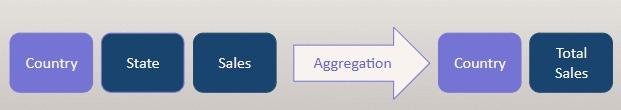 Country
State
Sales
Aggregation
Country
Total
Sales